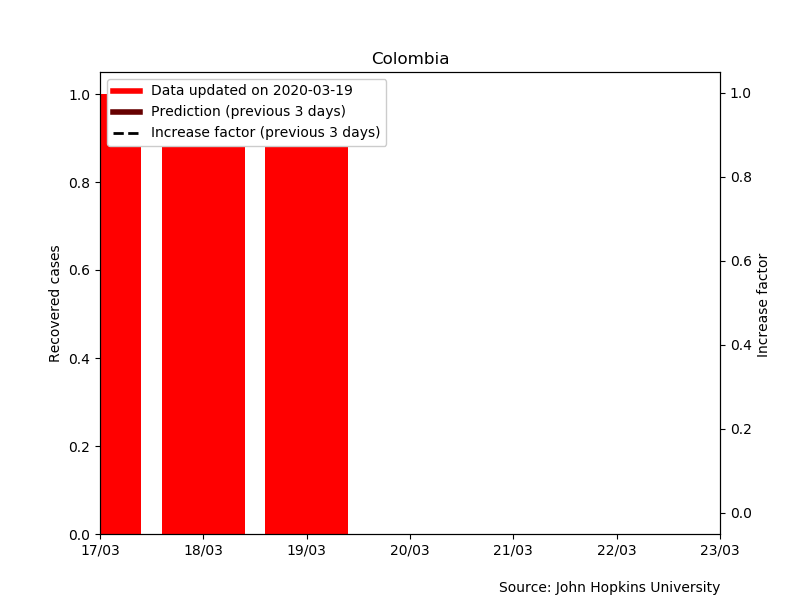 Colombia
Data updated on 2020-03-19
Prediction (previous 3 days)
Increase factor (previous 3 days)
Recovered cases
1.0
0.8
0.6
0.4
0.2
0.0
Increase factor
1.0
0.8
0.6
0.4
0.2
0.0
17/03 18/03 19/03 20/03 21/03 22/03 23/03
Source: John Hopkins University